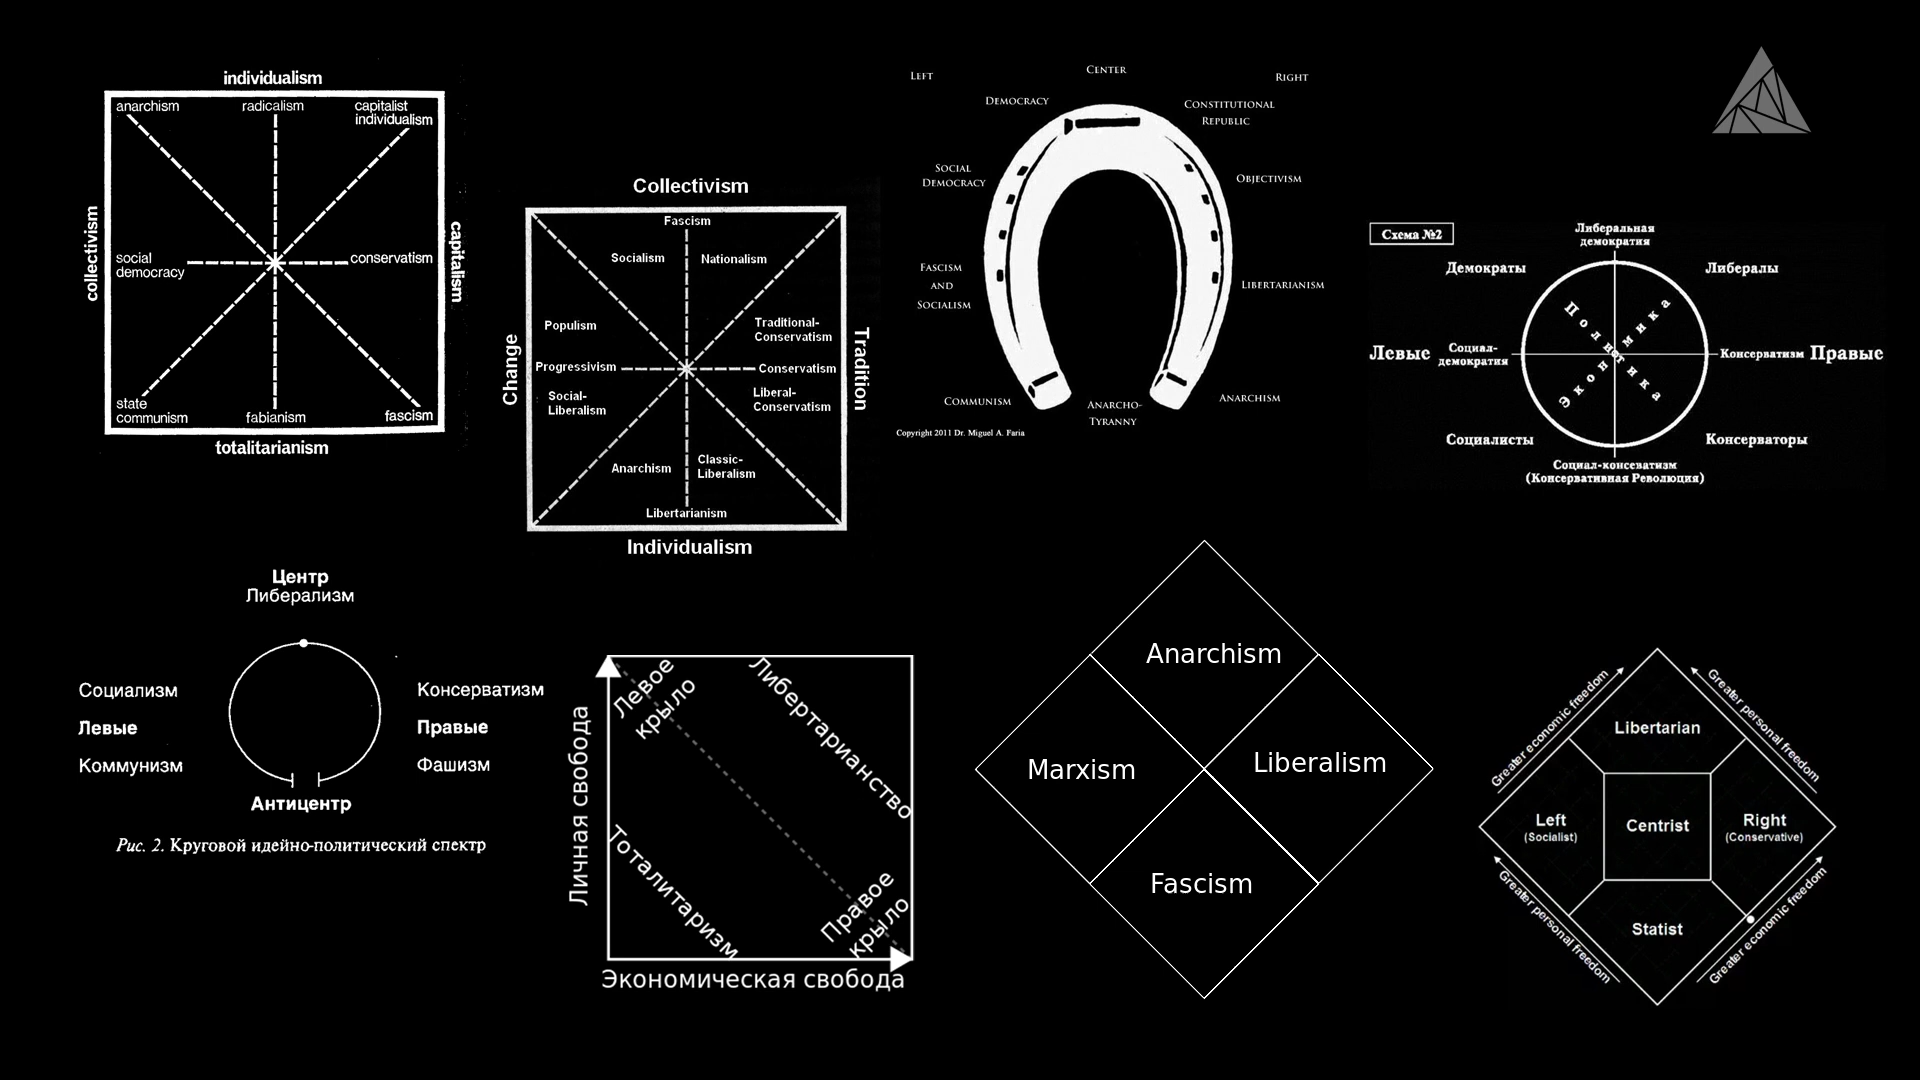 individualism
anarchism
radicalism
capitalist
individualism
collectivism
social
democracy
conservatism
capitalism
state
communism
fabianism
fascism
totalitarianism
Collectivism
Fascism
Socialism
Nationalism
Populism
Traditional-
Conservatism
Change
Progressivism
Conservatism
Tradition
Social-
Liberalism
Liberal-
Conservatism
Anarchism
Classic-
Liberalism
Libertarianism
Individualism
LEFT
CENTER
RIGHT
DEMOCRACY
CONSTITUTIONAL
REPUBLIC
SOCIAL
DEMOCRACY
OBJECTIVISM
FASCISM
AND
SOCIALISM
LIBERTARIANISM
COMMUNISM
ANARCHO-
TYRANNY
ANARCHISM
Copyright 2011 Dr. Miguel A. Faria
Схема №2
Либеральная
демократия
Демократы
Либералы
Политика
Экономика
Левые
Социал-
демократия
Консерватизм
Правые
Социалисты
Консерваторы
Социал-консеватизм
(Консервативная Революция)
Центр
Либерализм
Социализм
Консерватизм
Левые
Правые
Коммунизм
Фашизм
Антицентр
Рис. 2. Круговой идейно-политический спектр
Левое
крыло
Либертарианство
Личная свобода
Тоталитаризм
Правое
крыло
Экономическая свобода
Anarchism
Marxism
Liberalism
Fascism
Greater economic freedom
Greater personal freedom
Libertarian
Left
(Socialist)
Centrist
Right
(Conservative)
Statist
Greater personal freedom
Greater economic freedom